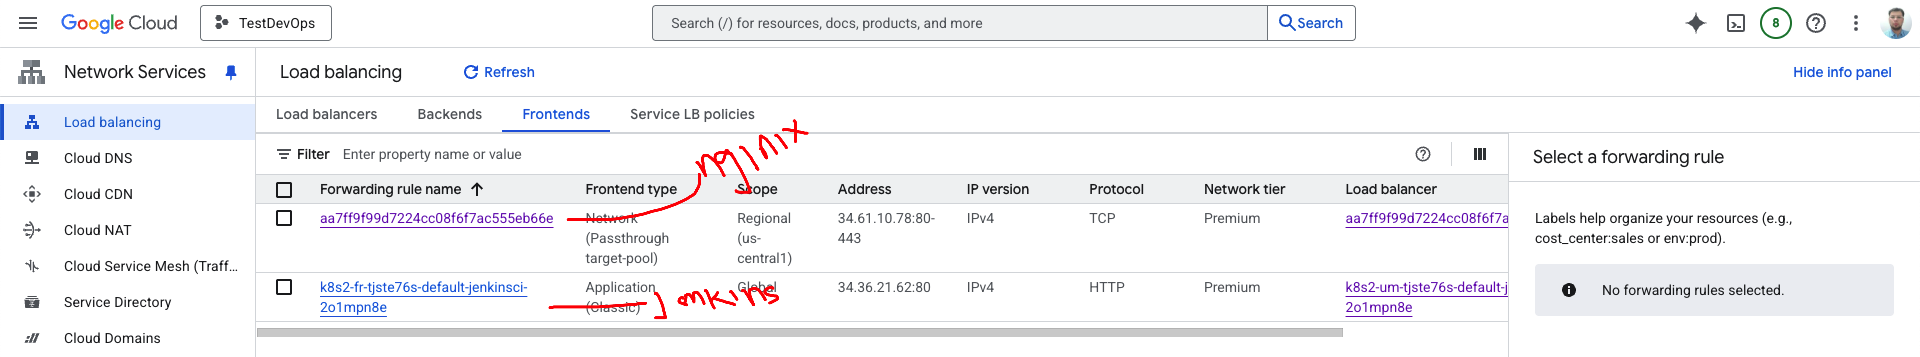 Google Cloud
TestDevOps
Search (/) for resources, docs, products, and more
Search
8
Network Services
Load balancing
Refresh
Hide info panel
Load balancing
Cloud DNS
Cloud CDN
Cloud NAT
Cloud Service Mesh (Traff...
Service Directory
Cloud Domains
Load balancers Backends Frontends Service LB policies
Filter Enter property name or value
nginix
Forwarding rule name Frontend type Scope Address IP version Protocol Network tier Load balancer
aa7ff9f99d7224cc08f6f7ac555eb66e Network Regional 34.61.10.78:80- IPv4 TCP Premium aa7ff9f99d7224cc08f6f7a
(Passthrough (us- 443
target-pool) central1)
k8s2-fr-tjste76s-default-jenkinsci- Application Global 34.36.21.62:80 IPv4 HTTP Premium k8s2-um-tjste76s-default-j
2o1mpn8e (Classic) 2o1mpn8e
Jenkins
Select a forwarding rule
Labels help organize your resources (e.g.,
cost_center:sales or env:prod).
No forwarding rules selected.